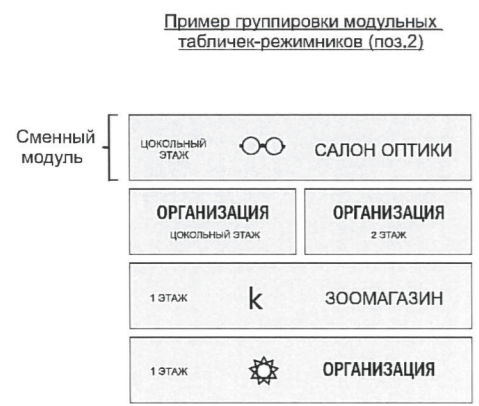 Пример группировки модульных
табличек-режимников (поз.2)
Сменный
модуль
ЦОКОЛЬНЫЙ
ЭТАЖ
САЛОН ОПТИКИ
ОРГАНИЗАЦИЯ
ЦОКОЛЬНЫЙ ЭТАЖ
ОРГАНИЗАЦИЯ
2 ЭТАЖ
1 ЭТАЖ
k
ЗООМАГАЗИН
1 ЭТАЖ
ОРГАНИЗАЦИЯ